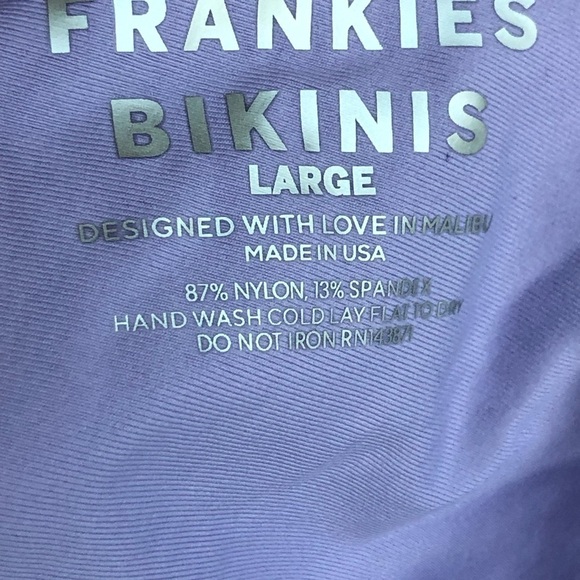 FRANKIES
BIKINIS
LARGE
DESIGNED WITH LOVE IN MALIBU
MADE IN USA
87% NYLON, 13% SPANDEX
HAND WASH COLD LAY FLAT TO DRY
DO NOT IRON RN143871